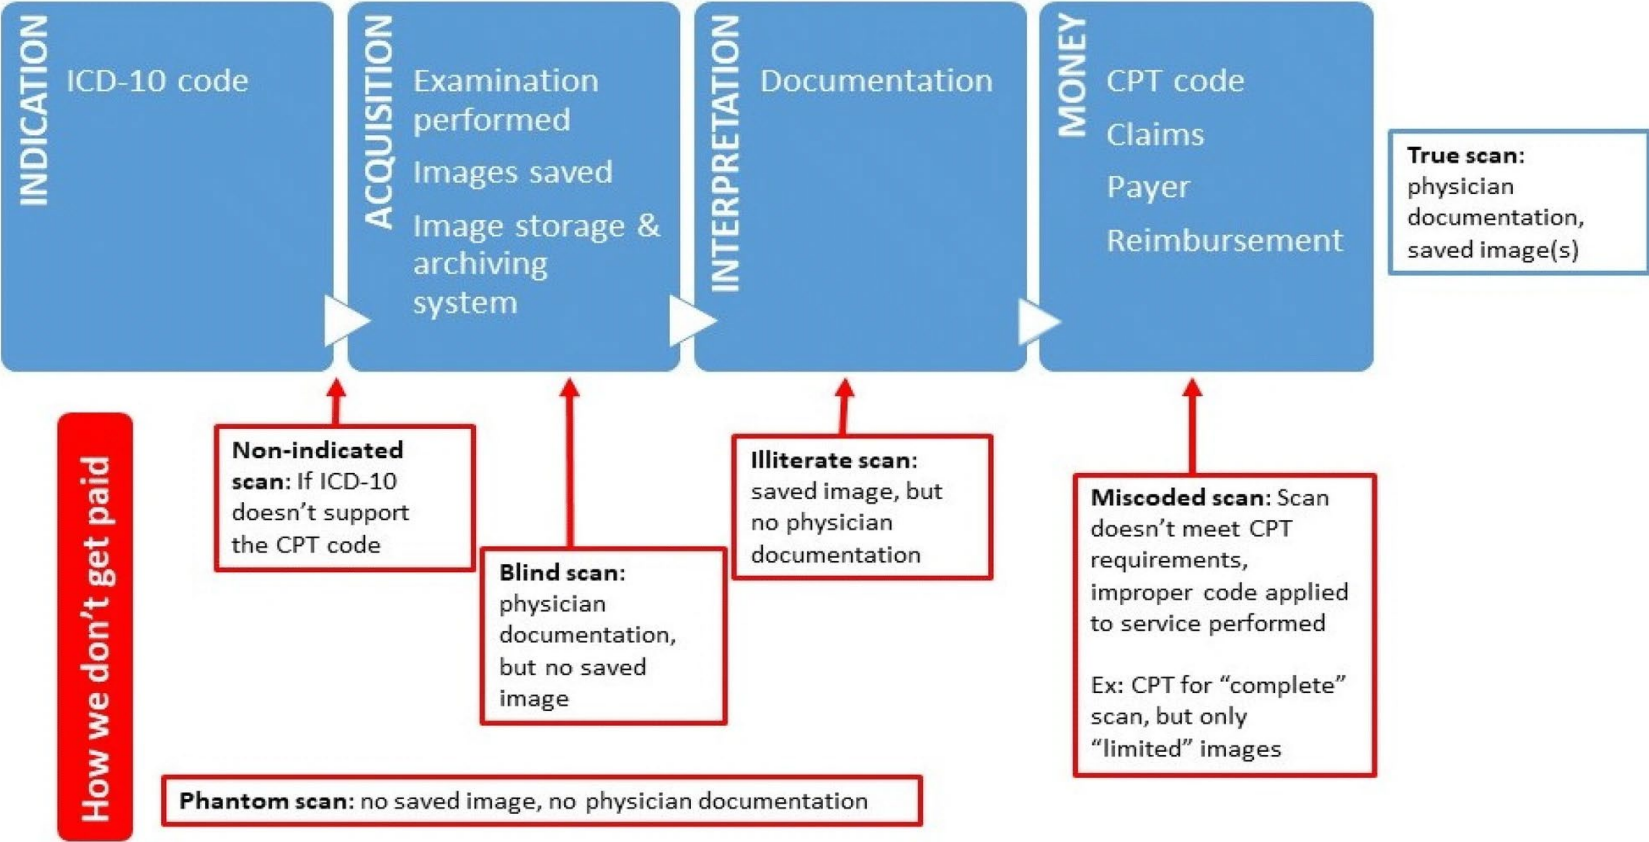 INDICATION
ICD-10 code
ACQUISITION
Examination
performed
Images saved
Image storage &
archiving
system
INTERPRETATION
Documentation
MONEY
CPT code
Claims
Payer
Reimbursement
True scan:
physician
documentation,
saved image(s)
How we don’t get paid
Non-indicated
scan: If ICD-10
doesn’t support
the CPT code
Blind scan:
physician
documentation,
but no saved
image
Illiterate scan:
saved image, but
no physician
documentation
Miscoded scan: Scan
doesn’t meet CPT
requirements,
improper code applied
to service performed
Ex: CPT for “complete”
scan, but only
“limited” images
Phantom scan: no saved image, no physician documentation